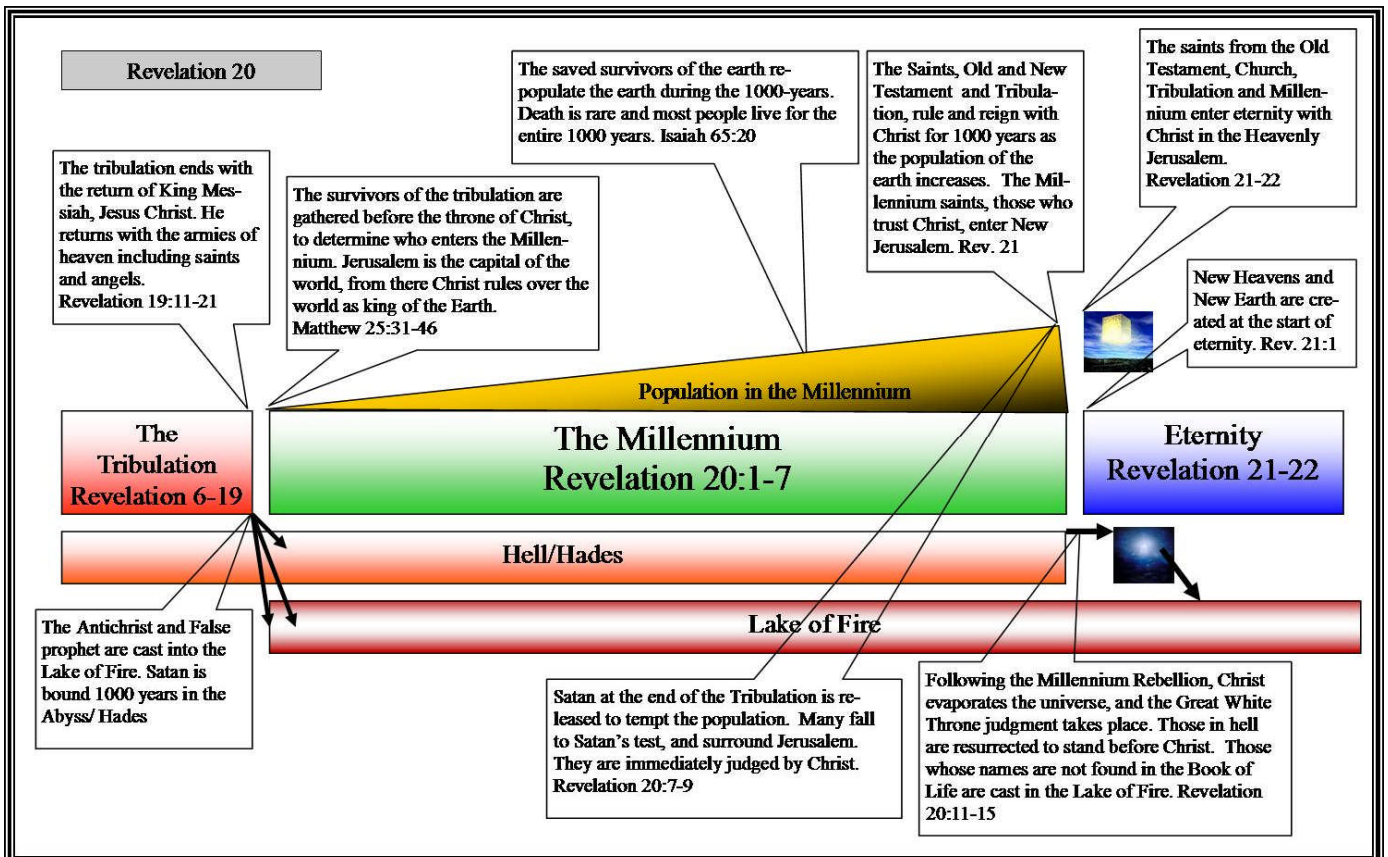 Revelation 20
The tribulation ends with
the return of King Mes-
siah, Jesus Christ. He
returns with the armies of
heaven including saints
and angels.
Revelation 19:11-21
The survivors of the tribulation are
gathered before the throne of Christ,
to determine who enters the Millen-
nium. Jerusalem is the capital of the
world, from there Christ rules over the
world as king of the Earth.
Matthew 25:31-46
The saved survivors of the earth re-
populate the earth during the 1000-years.
Death is rare and most people live for the
entire 1000 years. Isaiah 65:20
The Saints, Old and New
Testament and Tribula-
tion, rule and reign with
Christ for 1000 years as
the population of the
earth increases. The Mil-
lennium saints, those who
trust Christ, enter New
Jerusalem. Rev. 21
The saints from the Old
Testament, Church,
Tribulation and Millen-
nium enter eternity with
Christ in the Heavenly
Jerusalem.
Revelation 21-22
New Heavens and
New Earth are cre-
ated at the start of
eternity. Rev. 21:1
Population in the Millennium
The
Tribulation
Revelation 6-19
The Millennium
Revelation 20:1-7
Eternity
Revelation 21-22
Hell/Hades
Lake of Fire
The Antichrist and False
prophet are cast into the
Lake of Fire. Satan is
bound 1000 years in the
Abyss/ Hades
Satan at the end of the Tribulation is re-
leased to tempt the population. Many fall
to Satan's test, and surround Jerusalem.
They are immediately judged by Christ.
Revelation 20:7-9
Following the Millennium Rebellion, Christ
evaporates the universe, and the Great White
Throne judgment takes place. Those in hell
are resurrected to stand before Christ. Those
whose names are not found in the Book of
Life are cast in the Lake of Fire. Revelation
20:11-15